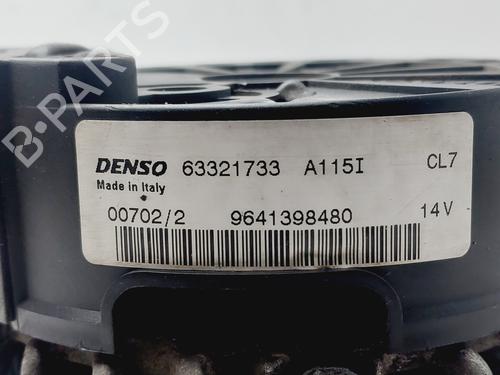 B-PARTS
DENSO 63321733 A115I CL7
Made in Italy
00702/2 9641398480 14V